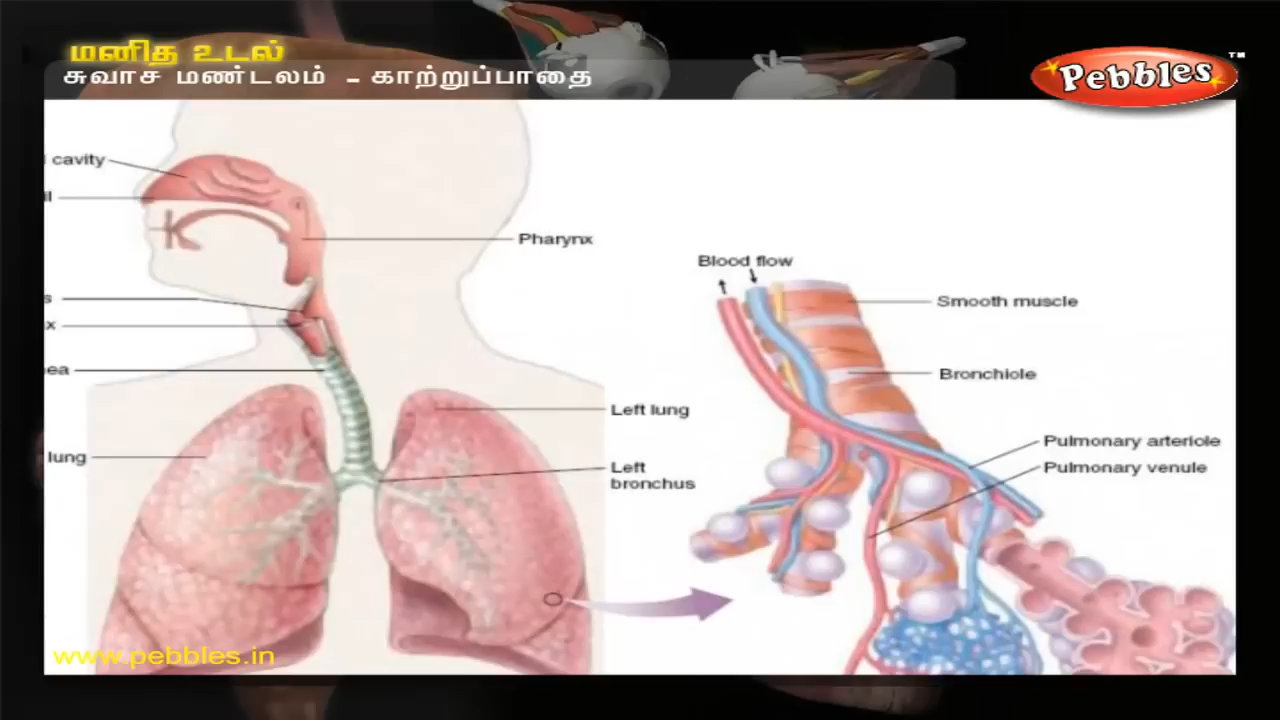 மனித உடல்
சுவாச மண்டலம் - காற்றுப்பாதை
Pebbles™
cavity
Pharynx
Blood flow
Smooth muscle
Bronchiole
Left lung
Pulmonary arteriole
lung
Left
bronchus
Pulmonary venule
www.pebbles.in